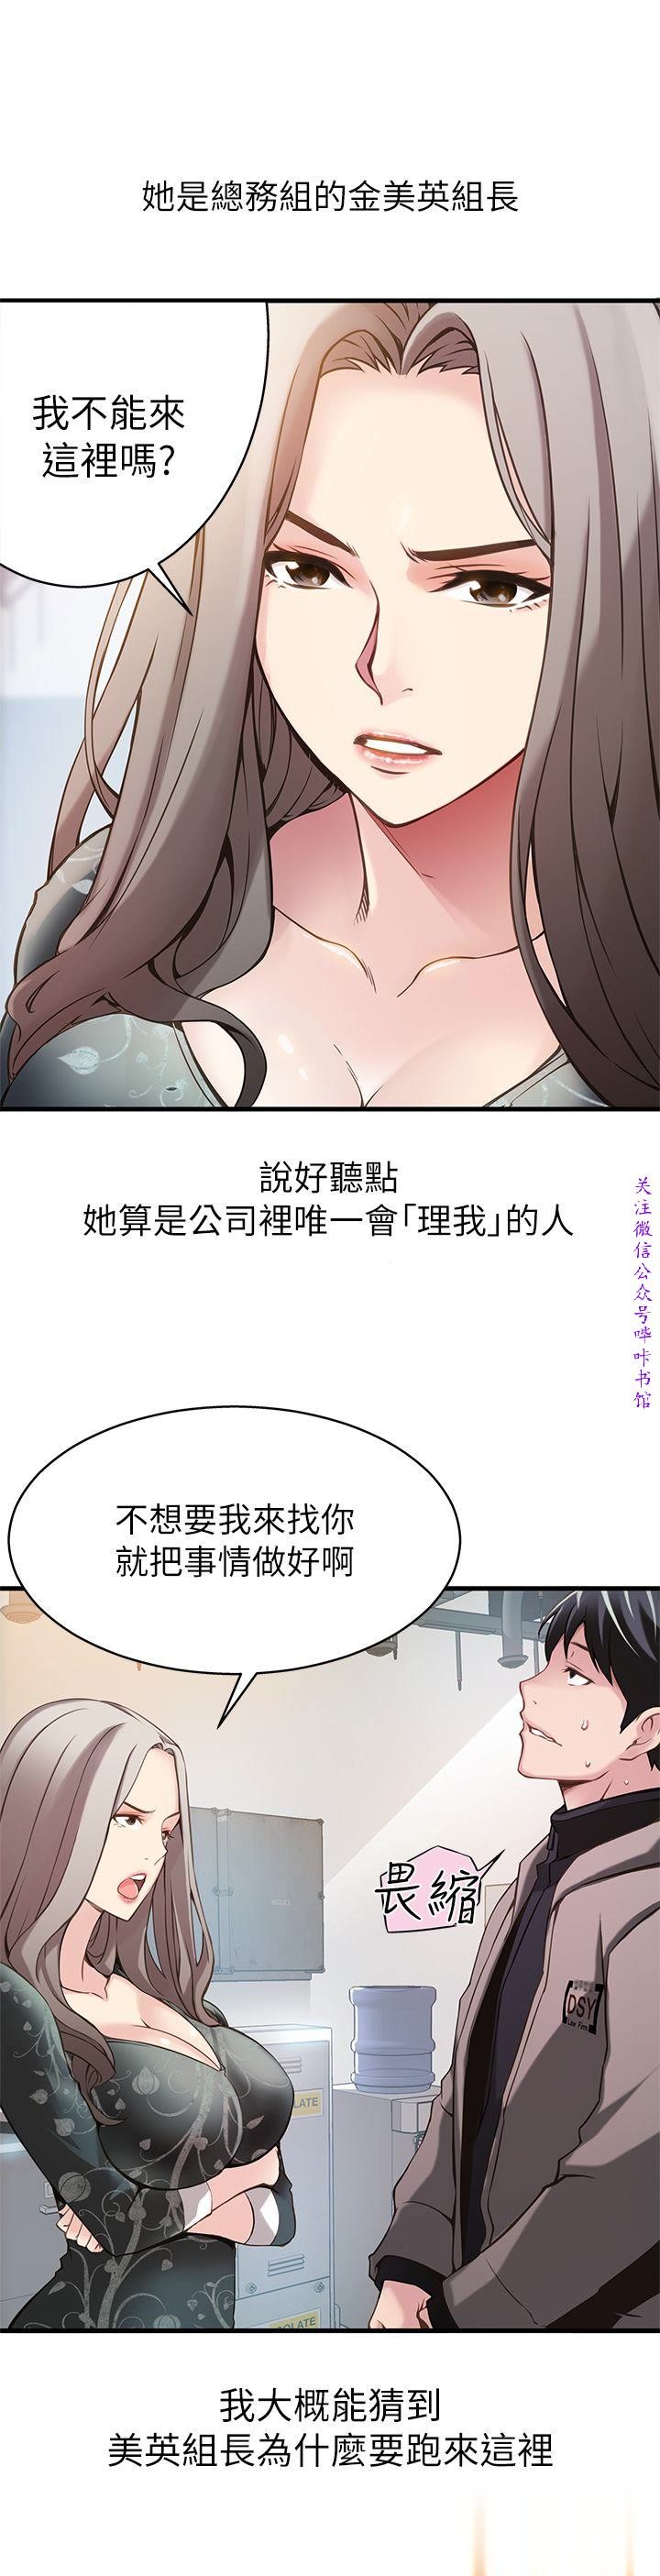 她是總務組的金美英組長
我不能來
這裡嗎?
說好聽點
她算是公司裡唯一會「理我」的人
关注微信公众号哔咔书馆
不想要我來找你
就把事情做好啊
畏縮
DSY
Law Firm
LATE
OLATE
我大概能猜到
美英組長為什麼要跑來這裡